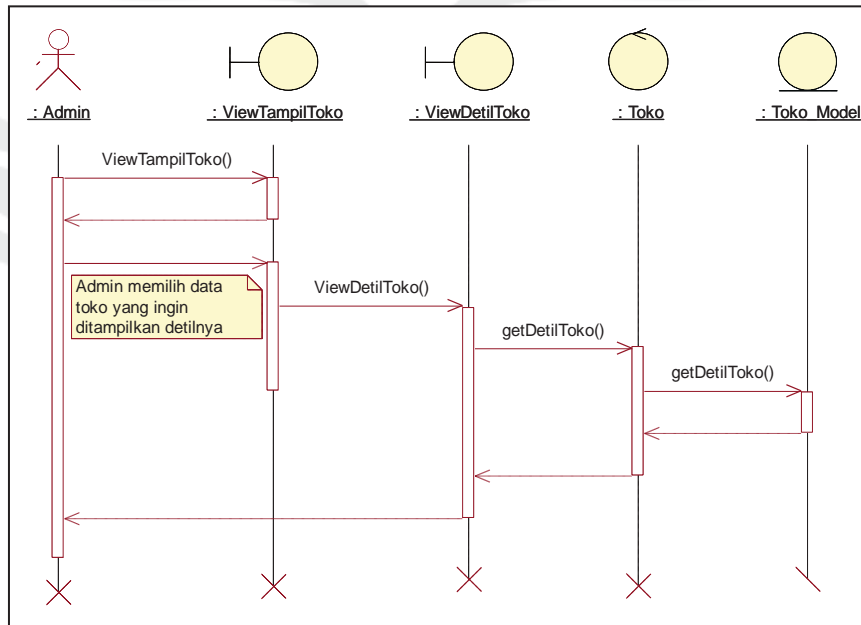 : Admin
: ViewTampilToko
: ViewDetilToko
: Toko
: Toko_Model
ViewTampilToko()
Admin memilih data
toko yang ingin
ditampilkan detilnya
ViewDetilToko()
getDetilToko()
getDetilToko()